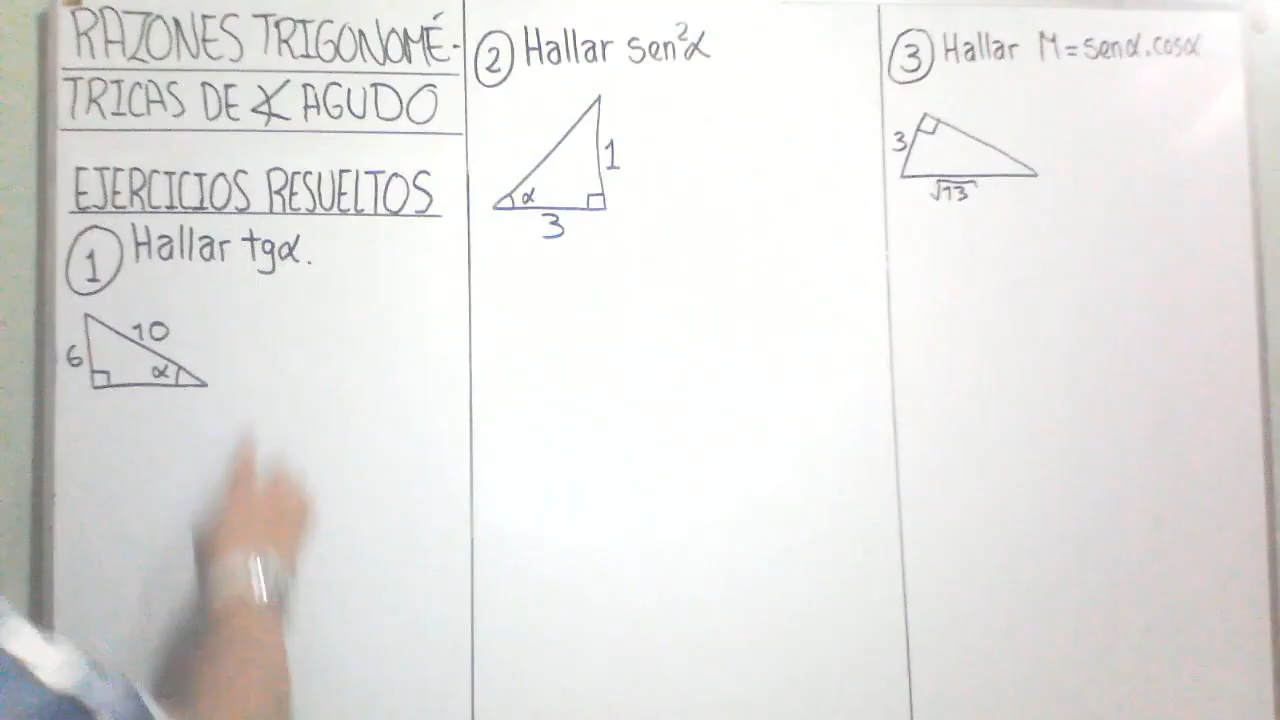 RAZONES TRIGONOMÉ-
TRICAS DE ∡ AGUDO
EJERCICIOS RESUELTOS
1 Hallar tgα.
10
6
α
2 Hallar sen²α
1
α
3
3 Hallar M=senα.cosα
3
√13